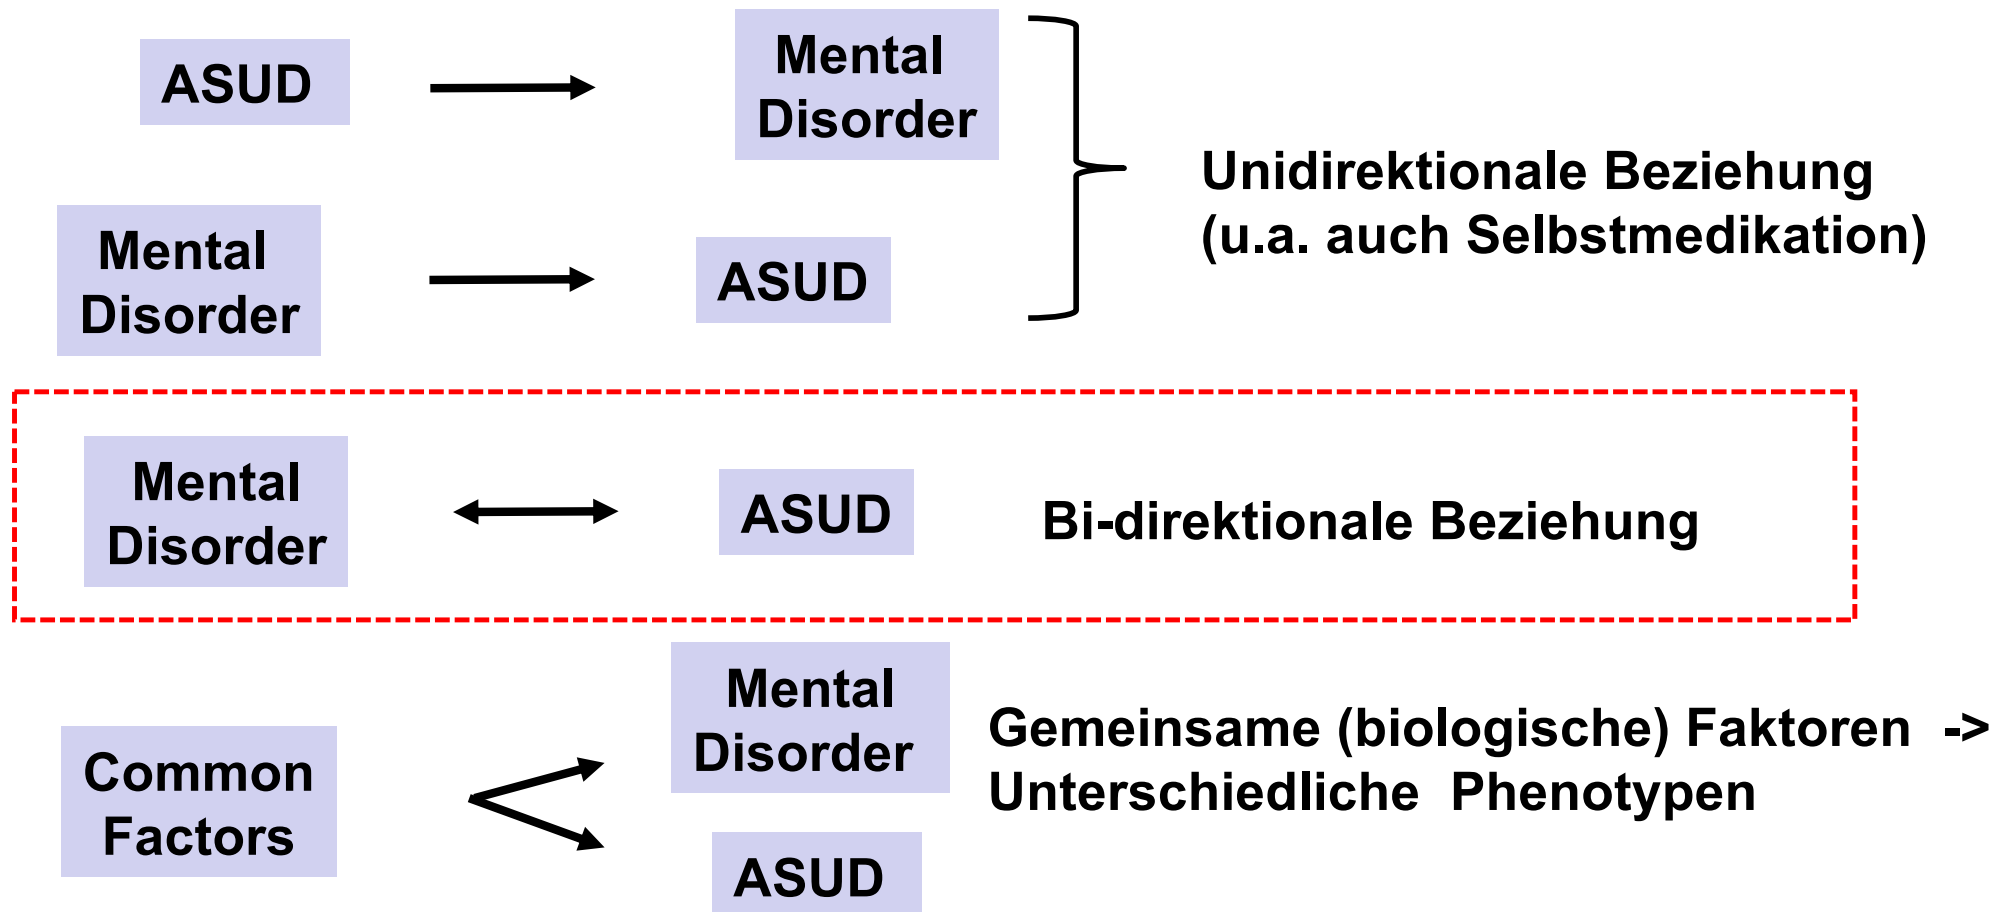 ASUD
Mental
Disorder
Mental
Disorder
ASUD
Unidirektionale Beziehung
(u.a. auch Selbstmedikation)
Mental
Disorder
ASUD
Bi-direktionale Beziehung
Common
Factors
Mental
Disorder
ASUD
Gemeinsame (biologische) Faktoren ->
Unterschiedliche Phenotypen